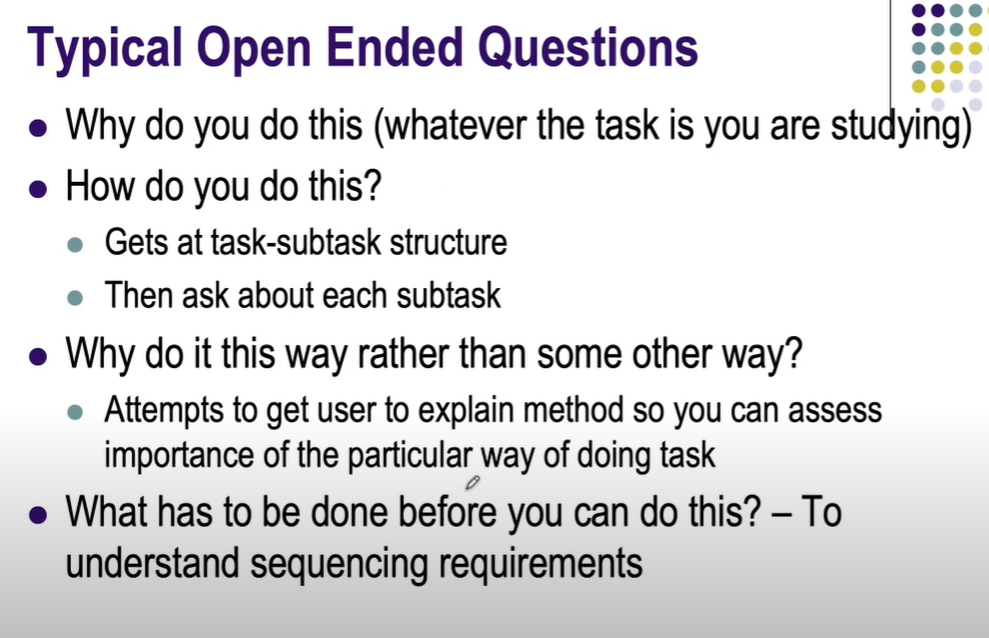 Typical Open Ended Questions
Why do you do this (whatever the task is you are studying)
How do you do this?
Gets at task-subtask structure
Then ask about each subtask
Why do it this way rather than some other way?
Attempts to get user to explain method so you can assess
importance of the particular way of doing task
What has to be done before you can do this? – To
understand sequencing requirements